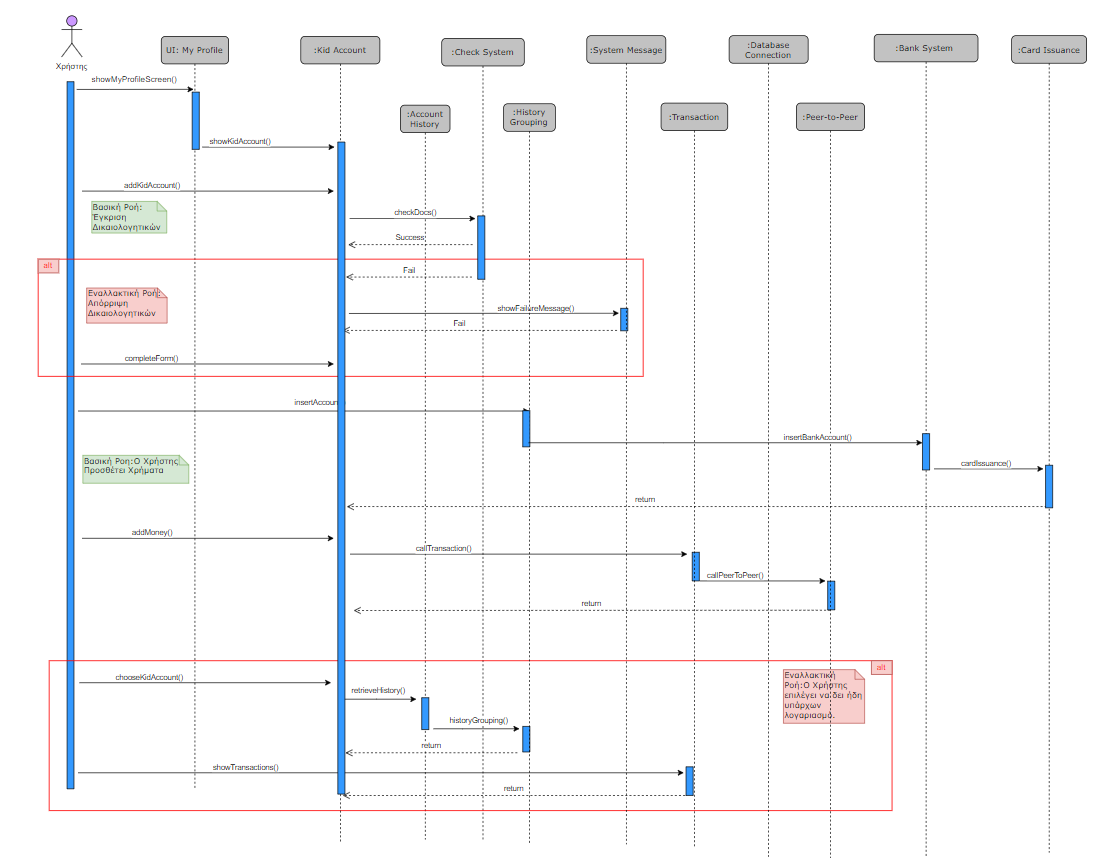 Χρήστης
UI: My Profile
:Kid Account
:Check System
:System Message
:Database
Connection
:Bank System
:Card Issuance
:Account
History
:History
Grouping
:Transaction
:Peer-to-Peer
showMyProfileScreen()
showKidAccount()
addKidAccount()
Βασική Ροή:
Έγκριση
Δικαιολογητικών
checkDocs()
Success
alt
Fail
Εναλλακτική Ροή:
Απόρριψη
Δικαιολογητικών
showFailureMessage()
Fail
completeForm()
insertAccoun
insertBankAccount()
Βασική Ροη:Ο Χρήστης
Προσθέτει Χρήματα
cardIssuance()
return
addMoney()
callTransaction()
callPeerToPeer()
return
alt
chooseKidAccount()
Εναλλακτική
Ροή:Ο Χρήστης
επιλέγει να δει ήδη
υπάρχων
λογαριασμό.
retrieveHistory()
historyGrouping()
return
showTransactions()
return